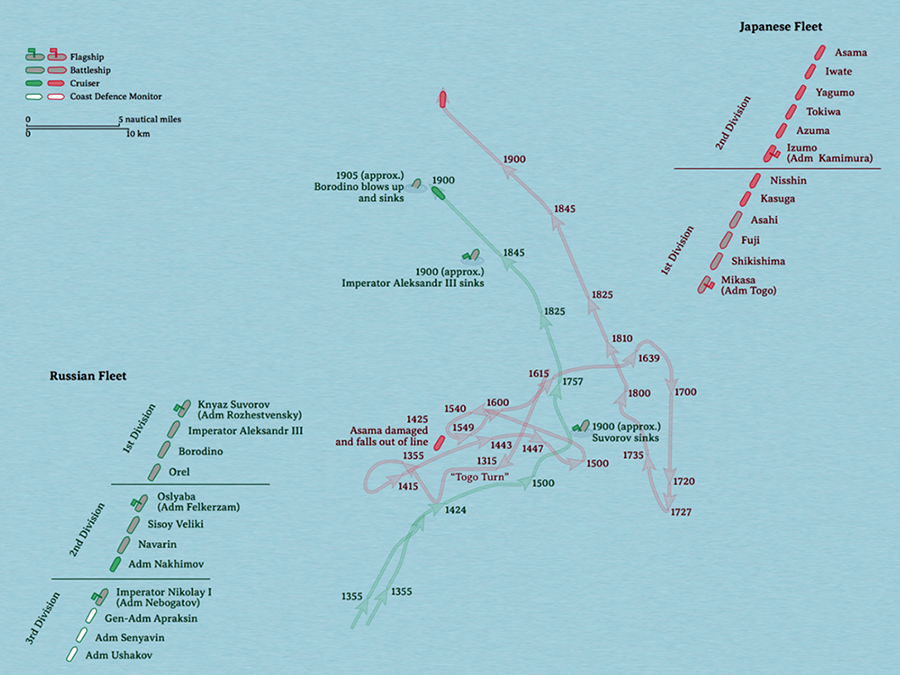 Flagship
Battleship
Cruiser
Coast Defence Monitor
0 5 nautical miles
0 10 km
Japanese Fleet
2nd Division
Asama
Iwate
Yagumo
Tokiwa
Azuma
Izumo
(Adm Kamimura)
1st Division
Nisshin
Kasuga
Asahi
Fuji
Shikishima
Mikasa
(Adm Togo)
1905 (approx.)
Borodino blows up
and sinks
1900
1900
1845
1845
1900 (approx.)
Imperator Aleksandr III sinks
1825
1825
1810
1639
1615
1757
1800
1700
1540
1600
1549
1425
Asama damaged
and falls out of line
1900 (approx.)
Suvorov sinks
1443
1447
1355
1315
1500
1735
1415
"Togo Turn"
1500
1720
1424
1727
1355
1355
Russian Fleet
1st Division
Knyaz Suvorov
(Adm Rozhestvensky)
Imperator Aleksandr III
Borodino
Orel
2nd Division
Oslyaba
(Adm Felkerzam)
Sisoy Veliki
Navarin
Adm Nakhimov
3rd Division
Imperator Nikolay I
(Adm Nebogatov)
Gen-Adm Apraksin
Adm Senyavin
Adm Ushakov